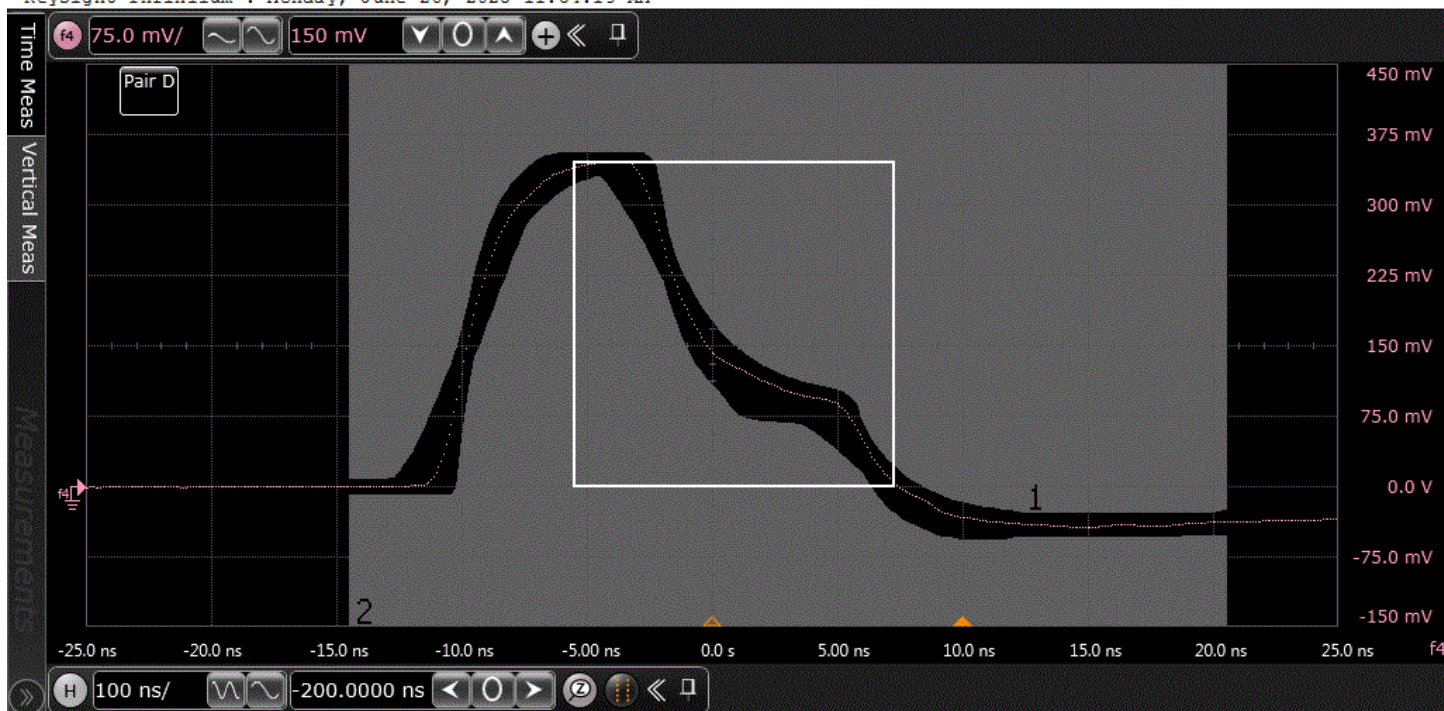 f4 75.0 mV/ 150 mV
Time Meas
Vertical Meas
Measurements
Pair D
450 mV
375 mV
300 mV
225 mV
150 mV
75.0 mV
0.0 V
-75.0 mV
-150 mV
f4
1
2
-25.0 ns -20.0 ns -15.0 ns -10.0 ns -5.00 ns 0.0 s 5.00 ns 10.0 ns 15.0 ns 20.0 ns 25.0 ns f4
H 100 ns/ -200.0000 ns Z